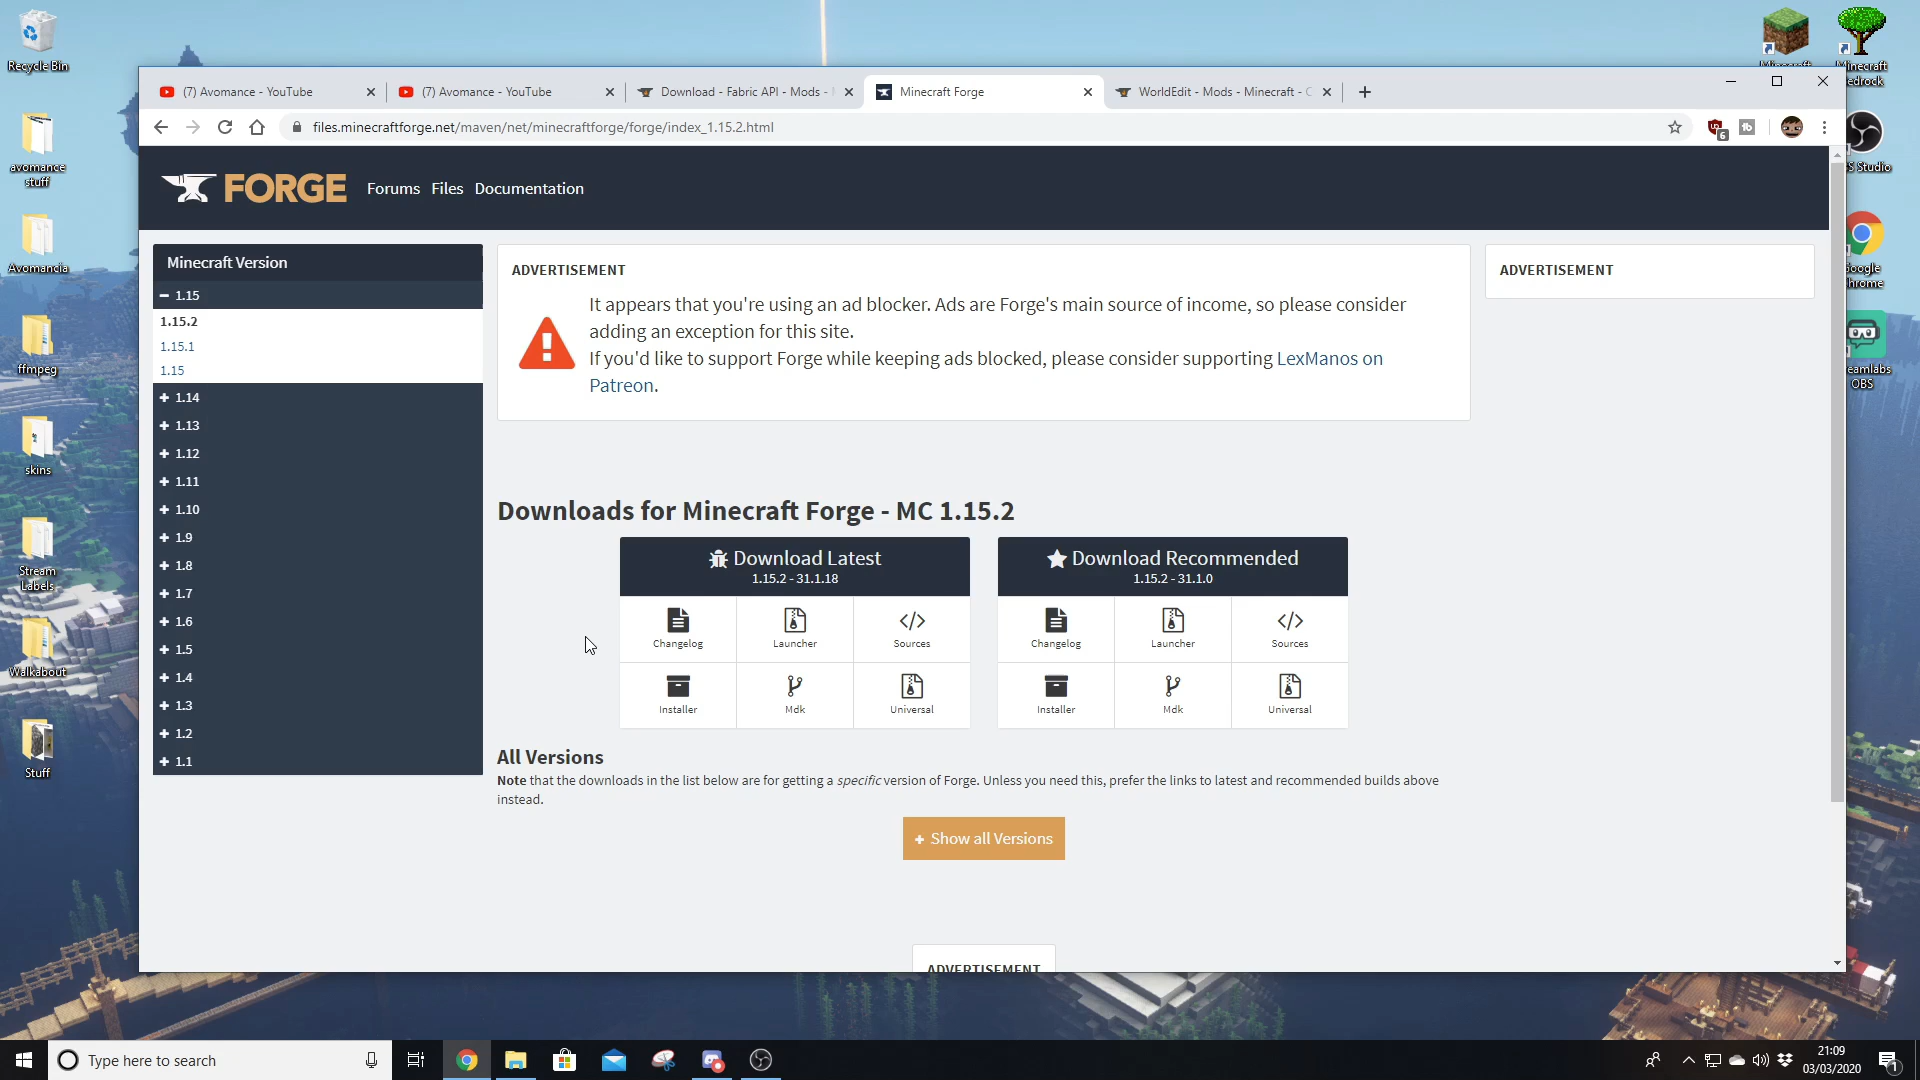 Recycle Bin
avomance
stuff
Avomancia
ffmpeg
skins
Stream
Labels
Walkabout
Stuff
Minecraft
Minecraft
edrock
S Studio
oogle
hrome
eamlabs
OBS
(7) Avomance - YouTube
(7) Avomance - YouTube
Download - Fabric API - Mods -
Minecraft Forge
WorldEdit - Mods - Minecraft - C
files.minecraftforge.net/maven/net/minecraftforge/forge/index_1.15.2.html
6
FORGE
Forums Files Documentation
Minecraft Version
1.15
1.15.2
1.15.1
1.15
1.14
1.13
1.12
1.11
1.10
1.9
1.8
1.7
1.6
1.5
1.4
1.3
1.2
1.1
ADVERTISEMENT
It appears that you're using an ad blocker. Ads are Forge's main source of income, so please consider
adding an exception for this site.
If you'd like to support Forge while keeping ads blocked, please consider supporting LexManos on
Patreon.
ADVERTISEMENT
Downloads for Minecraft Forge - MC 1.15.2
Download Latest
1.15.2 - 31.1.18
Changelog
Launcher
Sources
Installer
Mdk
Universal
Download Recommended
1.15.2 - 31.1.0
Changelog
Launcher
Sources
Installer
Mdk
Universal
All Versions
Note that the downloads in the list below are for getting a specific version of Forge. Unless you need this, prefer the links to latest and recommended builds above
instead.
+ Show all Versions
ADVERTISEMENT
Type here to search
21:09
03/03/2020
1